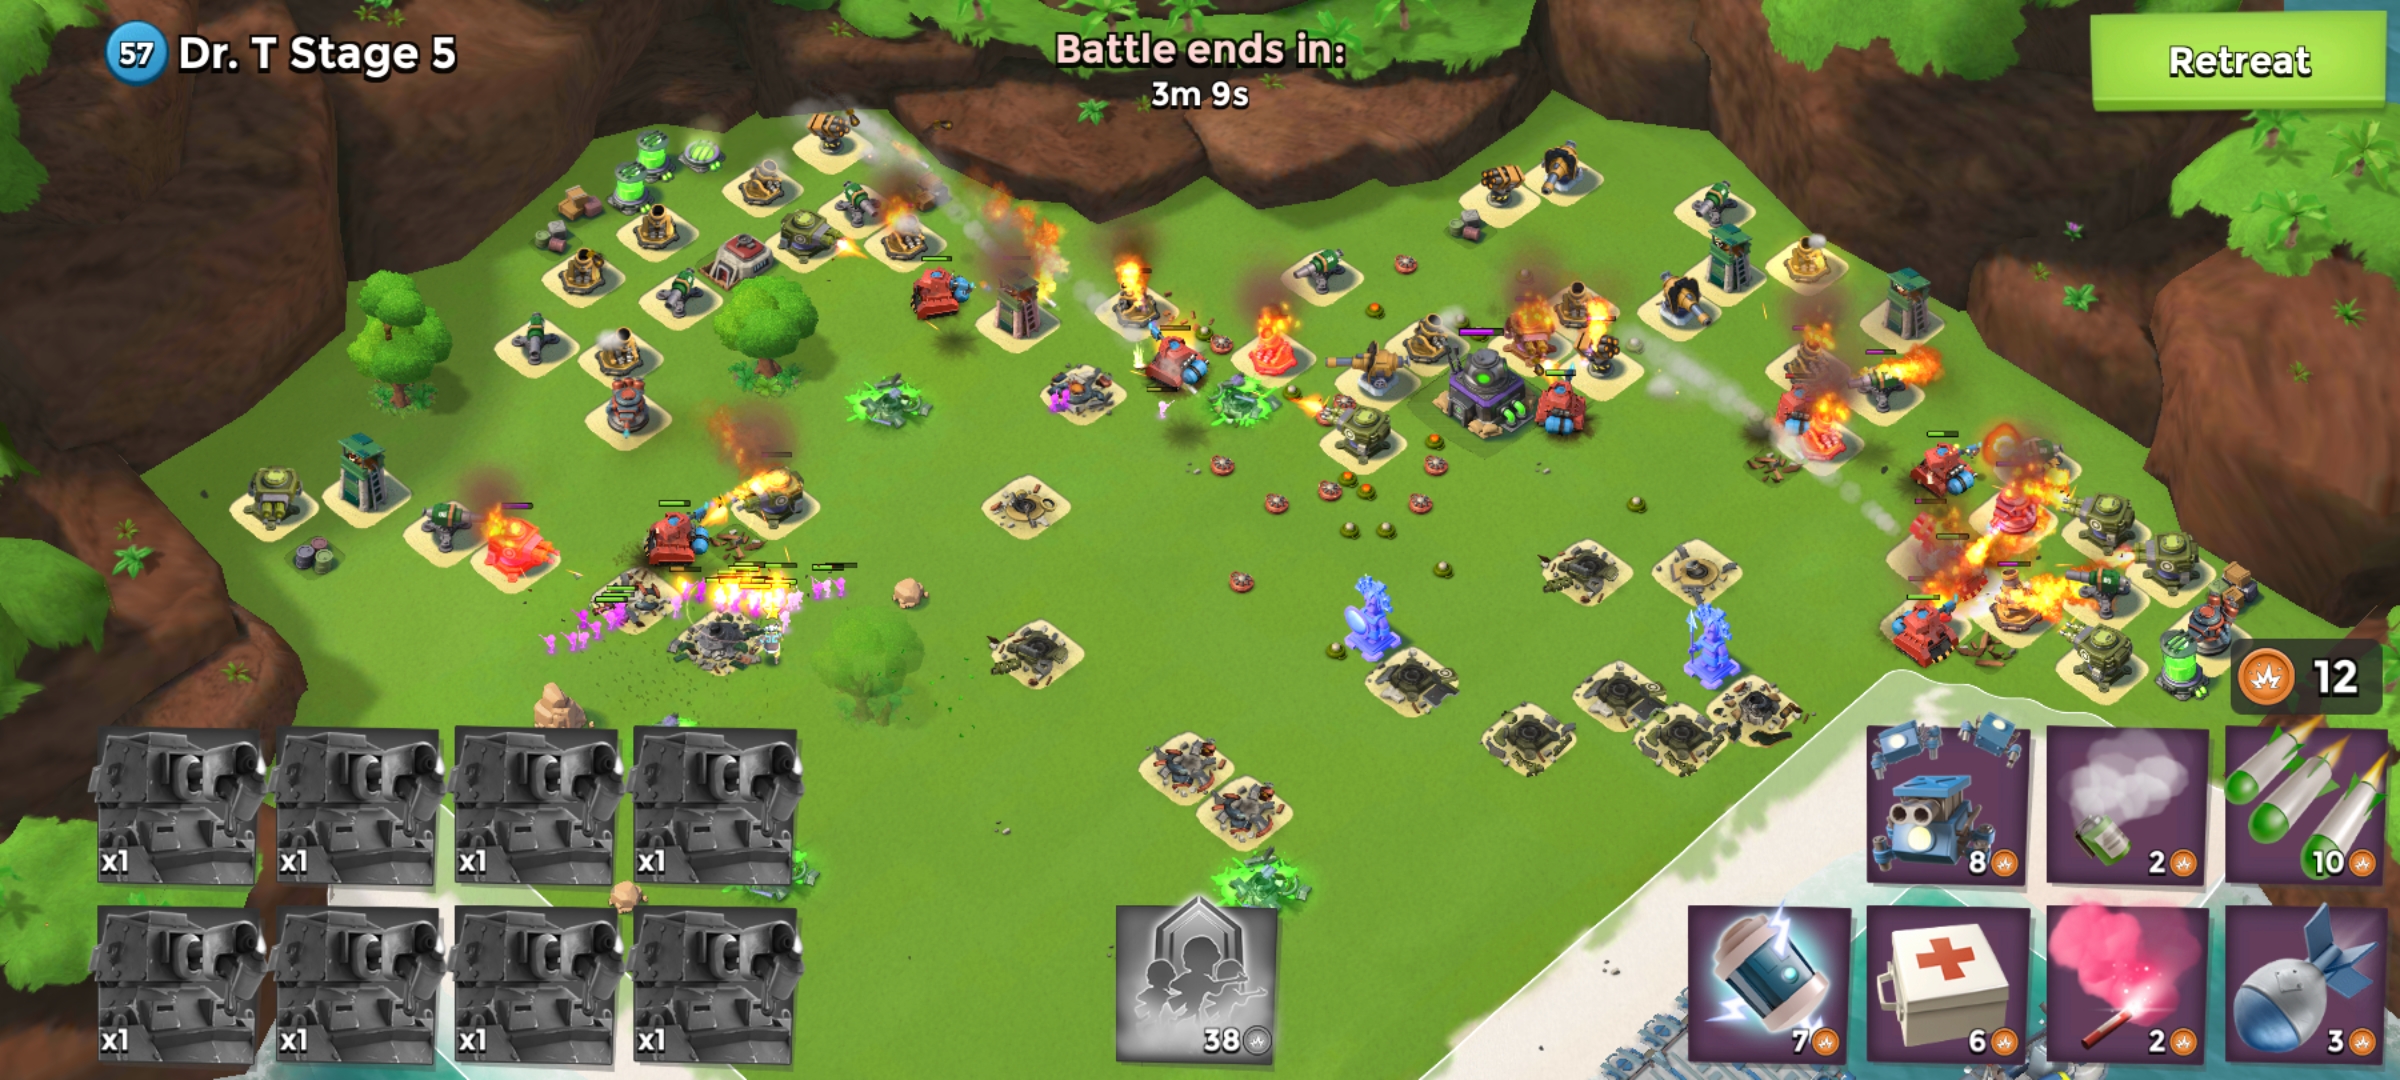 57 Dr. T Stage 5
Battle ends in:
3m 9s
Retreat
12
x1 x1 x1 x1
8 2 10
x1 x1 x1 x1
38
7 6 2 3